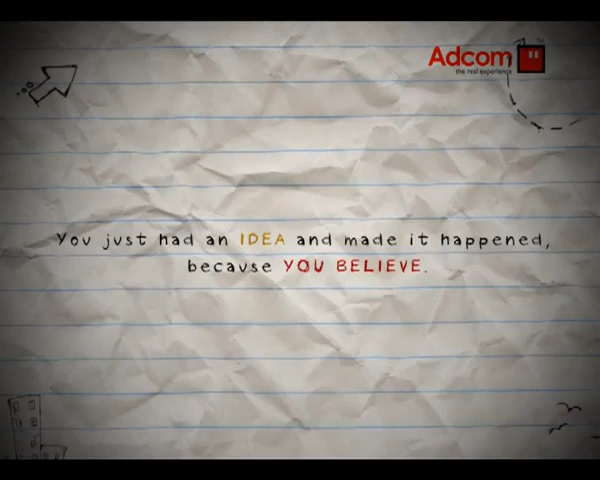 Adcom
the real experience
You just had an IDEA and made it happened,
because YOU BELIEVE.